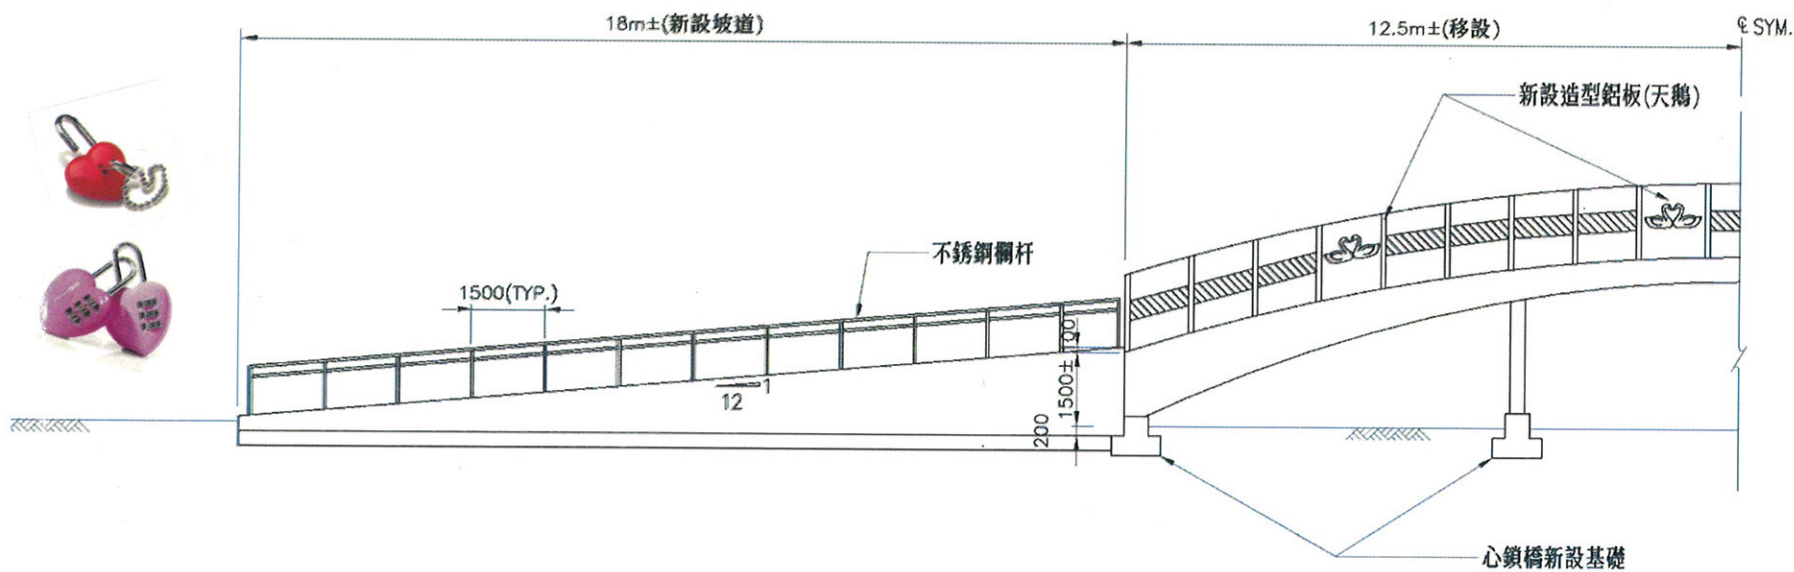 18m±(新設坡道)
12.5m±(移設)
℄ SYM.
新設造型鋁板(天鵝)
不銹鋼欄杆
1500(TYP.)
100
1500±
200
1
12
心鎖橋新設基礎